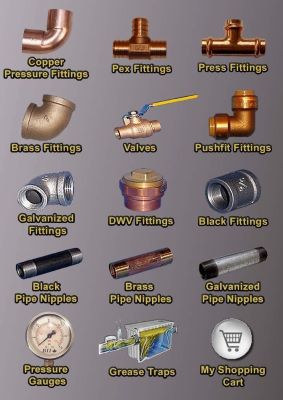 Copper
Pressure Fittings
Pex Fittings
Press Fittings
Brass Fittings
Valves
Pushfit Fittings
Galvanized
Fittings
DWV Fittings
Black Fittings
Black
Pipe Nipples
Brass
Pipe Nipples
Galvanized
Pipe Nipples
Pressure
Gauges
Grease Traps
My Shopping
Cart